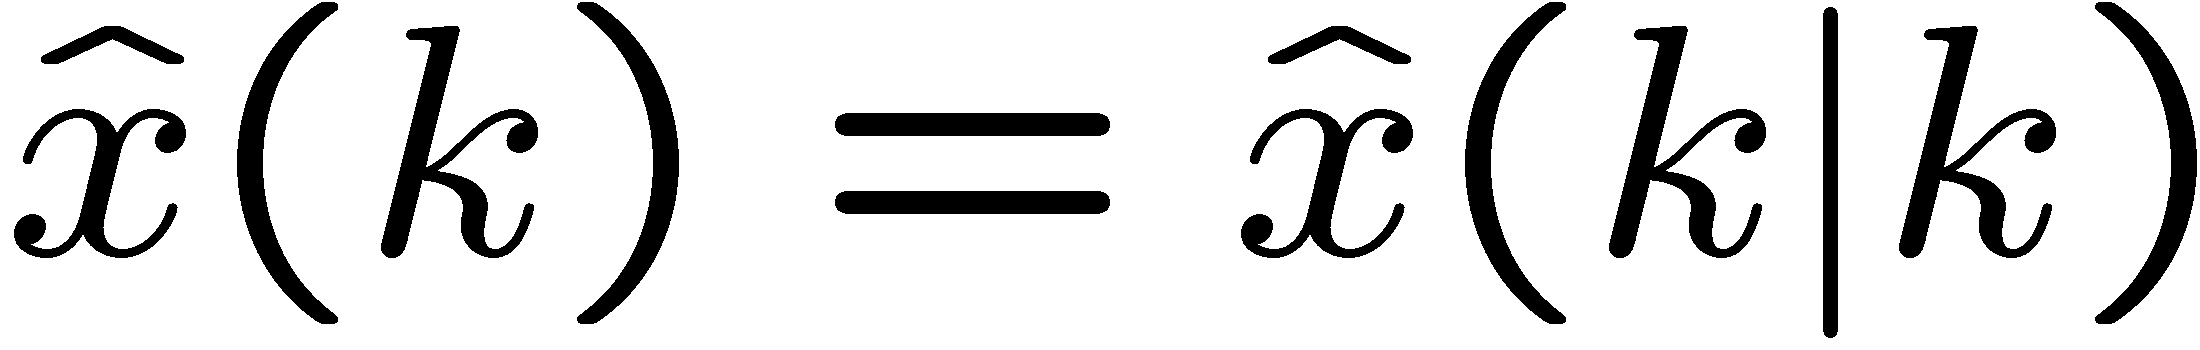 x̂(k) = x̂(k|k)